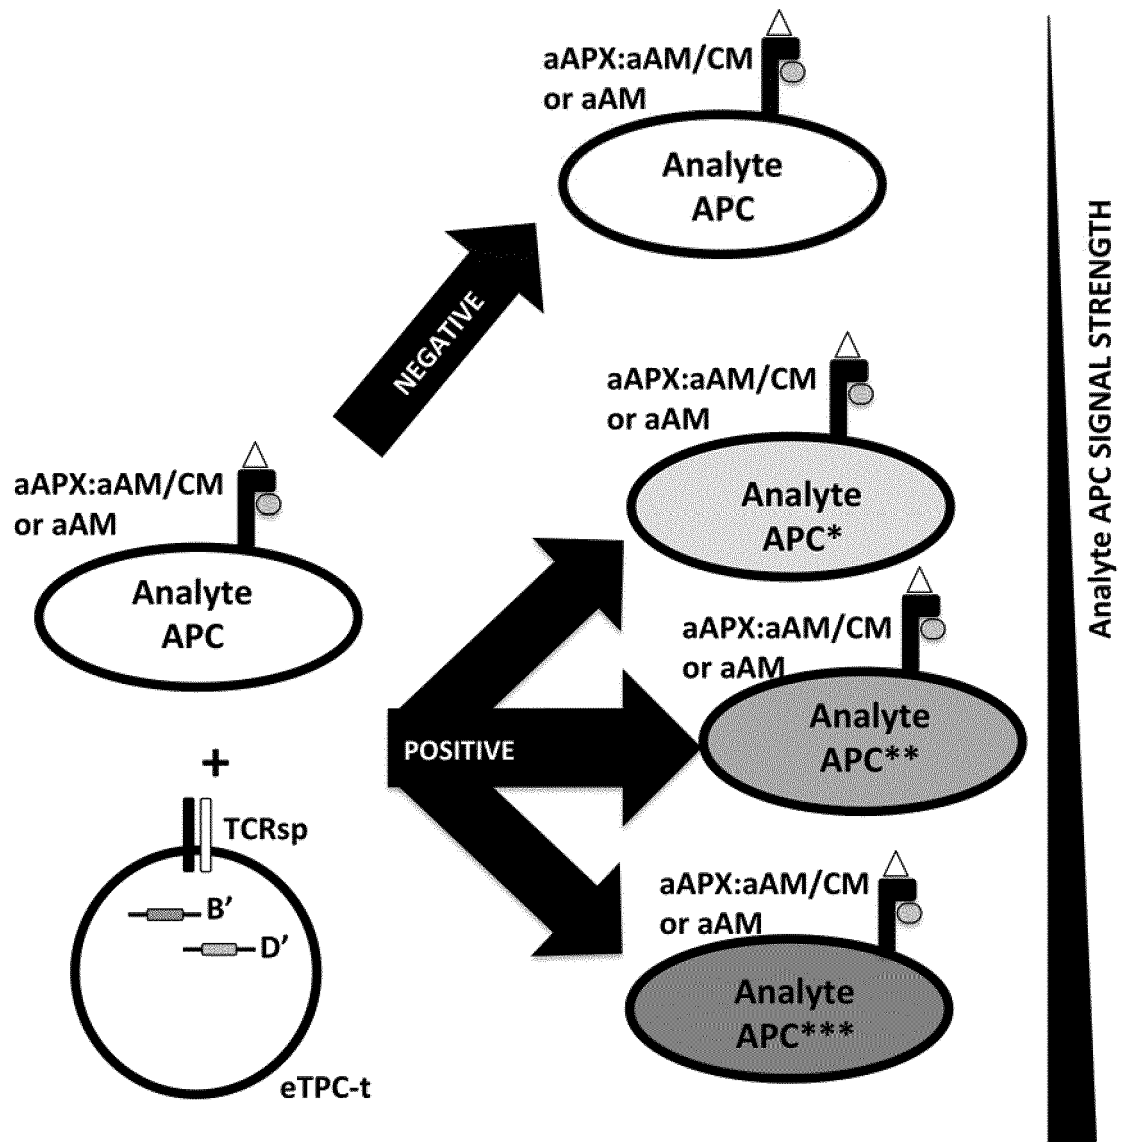 aAPX:aAM/CM
or aAM
Analyte
APC
NEGATIVE
aAPX:aAM/CM
or aAM
Analyte
APC*
aAPX:aAM/CM
or aAM
Analyte
APC
aAPX:aAM/CM
or aAM
Analyte
APC**
POSITIVE
+
TCRsp
B’
D’
eTPC-t
aAPX:aAM/CM
or aAM
Analyte
APC***
Analyte APC SIGNAL STRENGTH